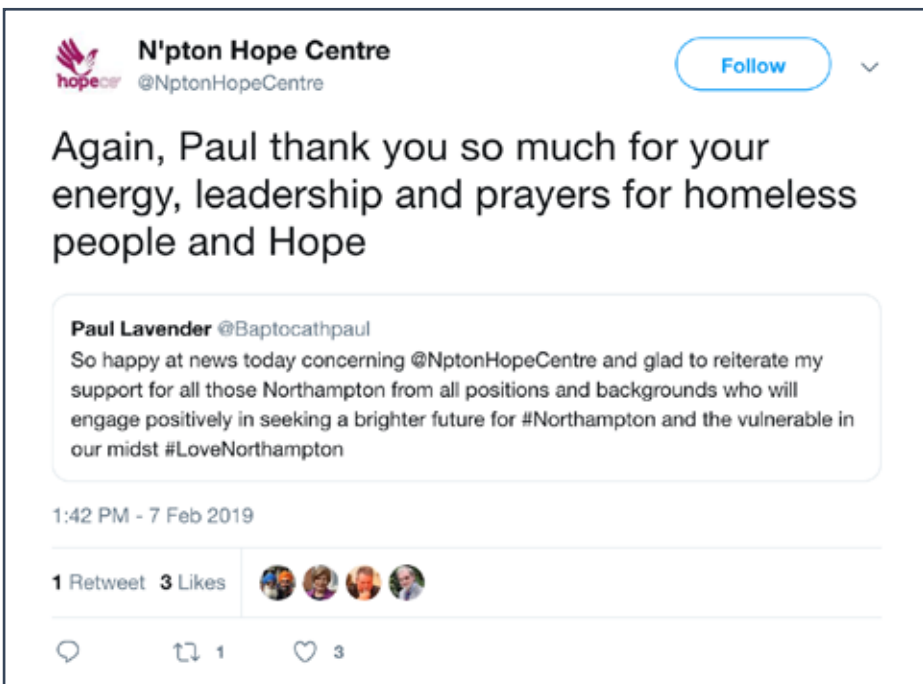 N'pton Hope Centre
hopece
@NptonHopeCentre
Follow
Again, Paul thank you so much for your
energy, leadership and prayers for homeless
people and Hope
Paul Lavender @Baptocathpaul
So happy at news today concerning @NptonHopeCentre and glad to reiterate my
support for all those Northampton from all positions and backgrounds who will
engage positively in seeking a brighter future for #Northampton and the vulnerable in
our midst #LoveNorthampton
1:42 PM - 7 Feb 2019
1 Retweet 3 Likes
1 3